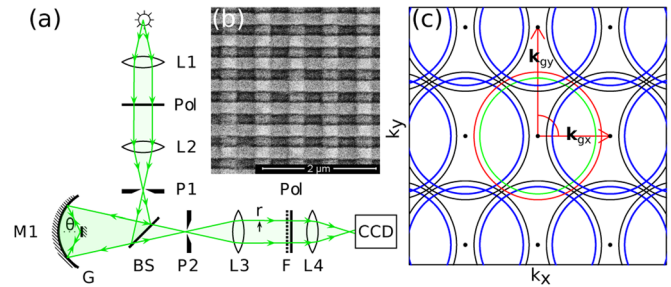 (a)
L1
Pol
L2
P1
M1
θ
G
BS
P2
L3
r
F
L4
CCD
(b)
2 µm
Pol
(c)
k_gy
k_gx
k_y
k_x